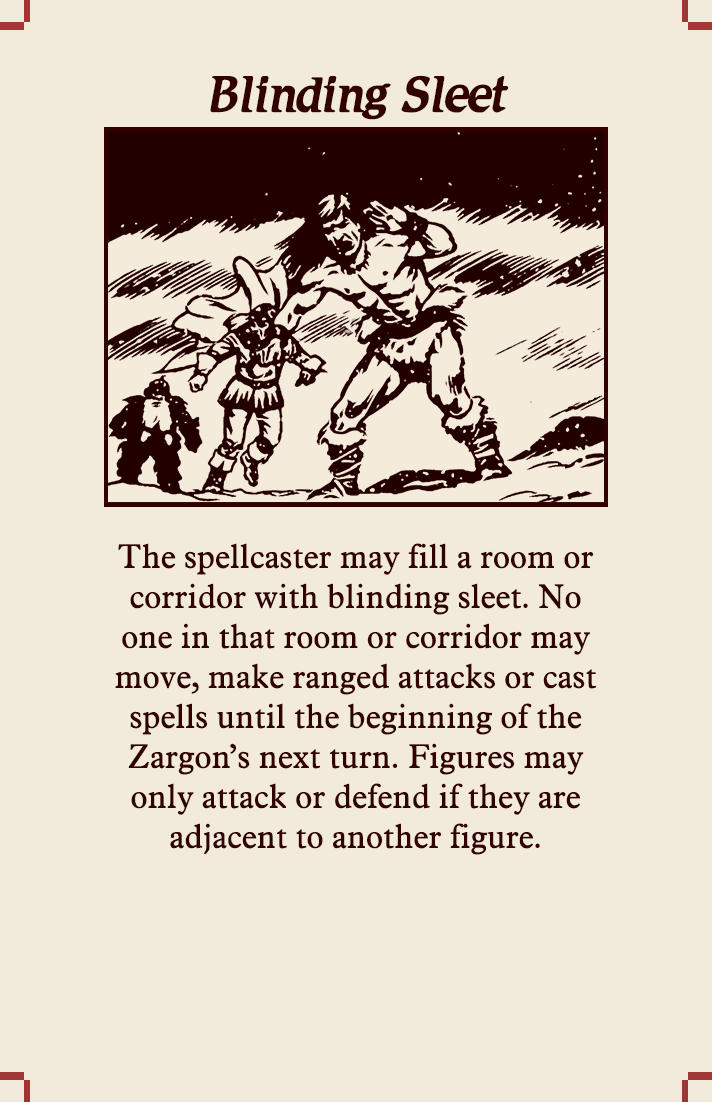 Blinding Sleet
The spellcaster may fill a room or
corridor with blinding sleet. No
one in that room or corridor may
move, make ranged attacks or cast
spells until the beginning of the
Zargon’s next turn. Figures may
only attack or defend if they are
adjacent to another figure.